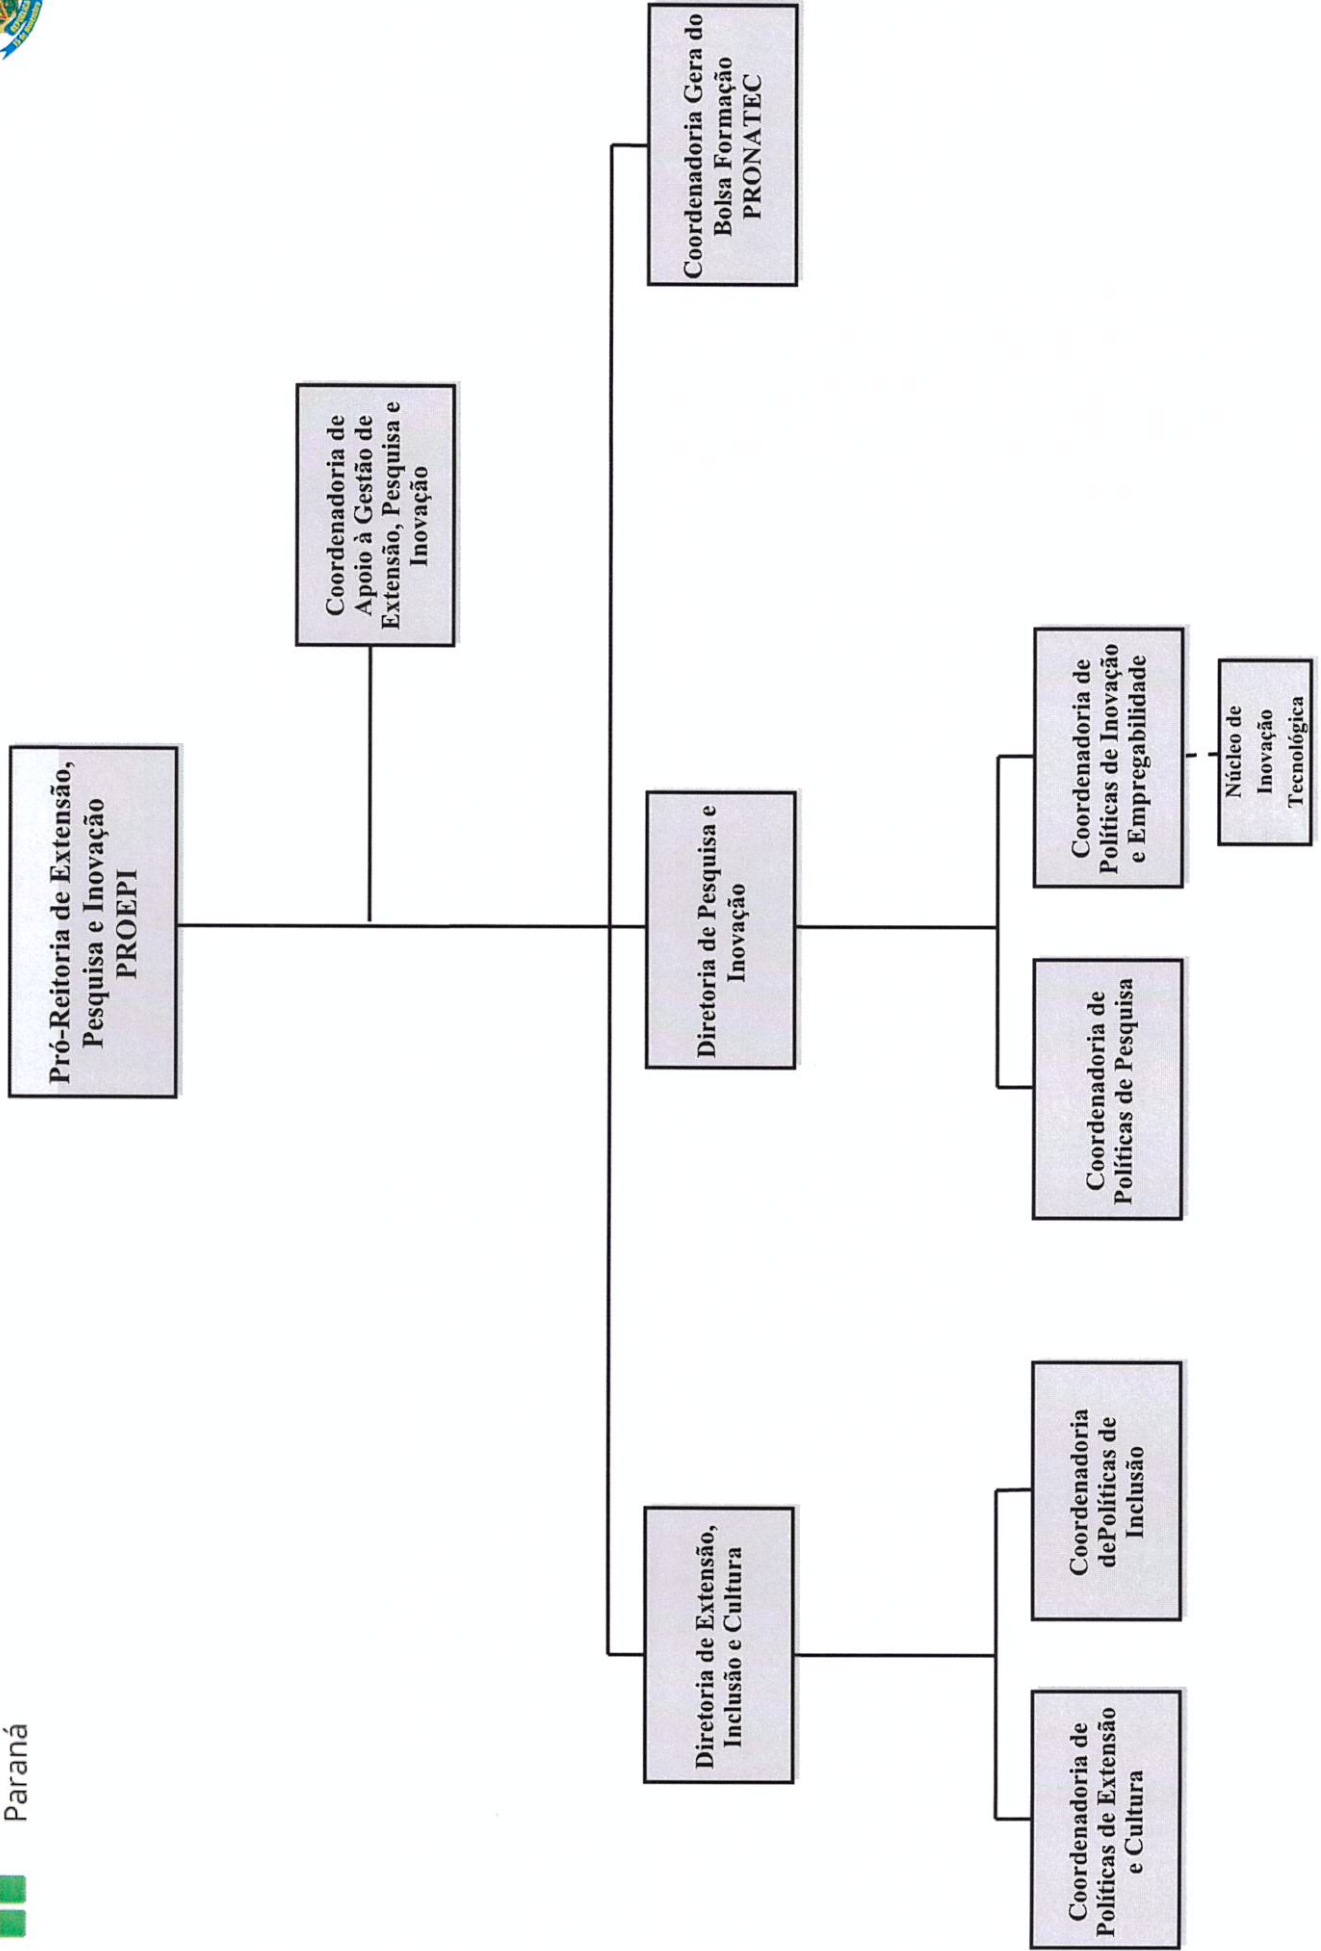 Paraná
Pró-Reitoria de Extensão,
Pesquisa e Inovação
PROEPI
Coordenadoria de
Apoio à Gestão de
Extensão, Pesquisa e
Inovação
Diretoria de Extensão,
Inclusão e Cultura
Diretoria de Pesquisa e
Inovação
Coordenadoria Gera do
Bolsa Formação
PRONATEC
Coordenadoria de
Políticas de Extensão
e Cultura
Coordenadoria
dePolíticas de
Inclusão
Coordenadoria de
Políticas de Pesquisa
Coordenadoria de
Políticas de Inovação
e Empregabilidade
Núcleo de
Inovação
Tecnológica